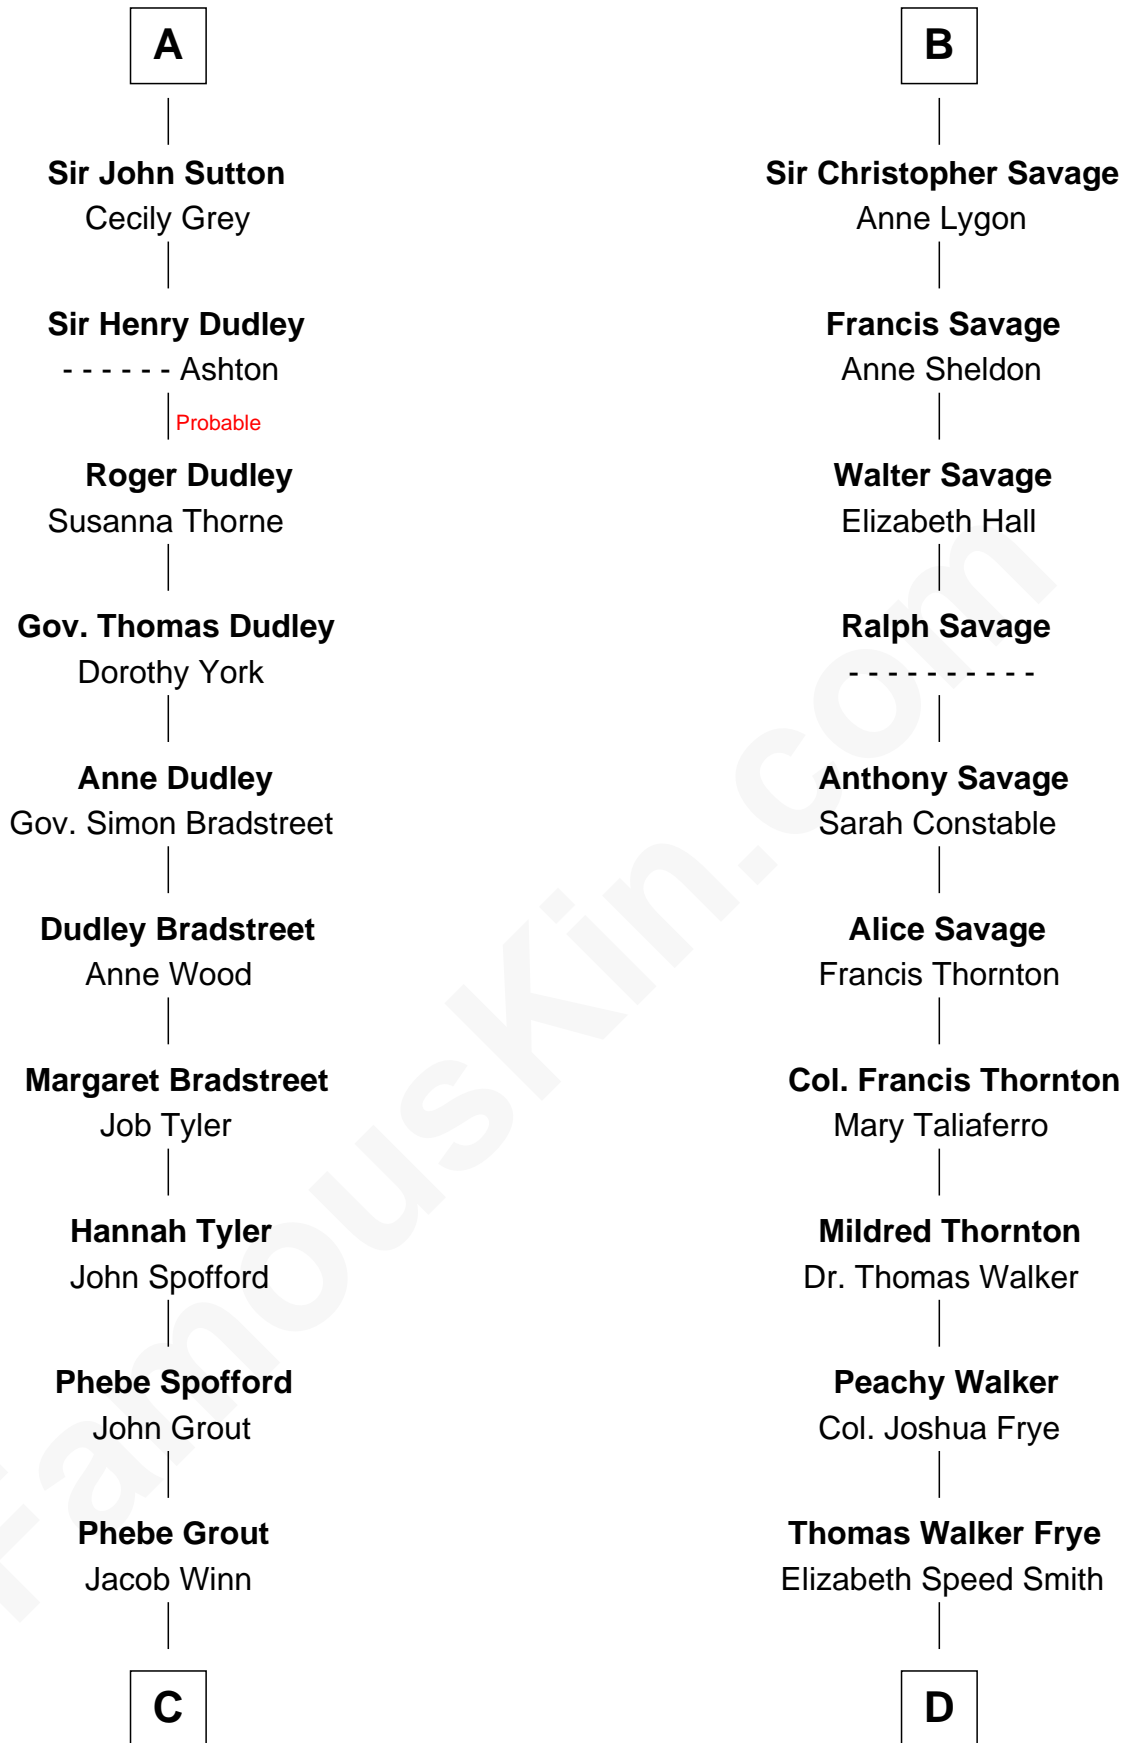 A
Sir John Sutton
Cecily Grey
Sir Henry Dudley
- - - - - - Ashton
Probable
Roger Dudley
Susanna Thorne
Gov. Thomas Dudley
Dorothy York
Anne Dudley
Gov. Simon Bradstreet
Dudley Bradstreet
Anne Wood
Margaret Bradstreet
Job Tyler
Hannah Tyler
John Spofford
Phebe Spofford
John Grout
Phebe Grout
Jacob Winn
C
B
Sir Christopher Savage
Anne Lygon
Francis Savage
Anne Sheldon
Walter Savage
Elizabeth Hall
Ralph Savage
- - - - - - - - - -
Anthony Savage
Sarah Constable
Alice Savage
Francis Thornton
Col. Francis Thornton
Mary Taliaferro
Mildred Thornton
Dr. Thomas Walker
Peachy Walker
Col. Joshua Frye
Thomas Walker Frye
Elizabeth Speed Smith
D
FamousKin.com